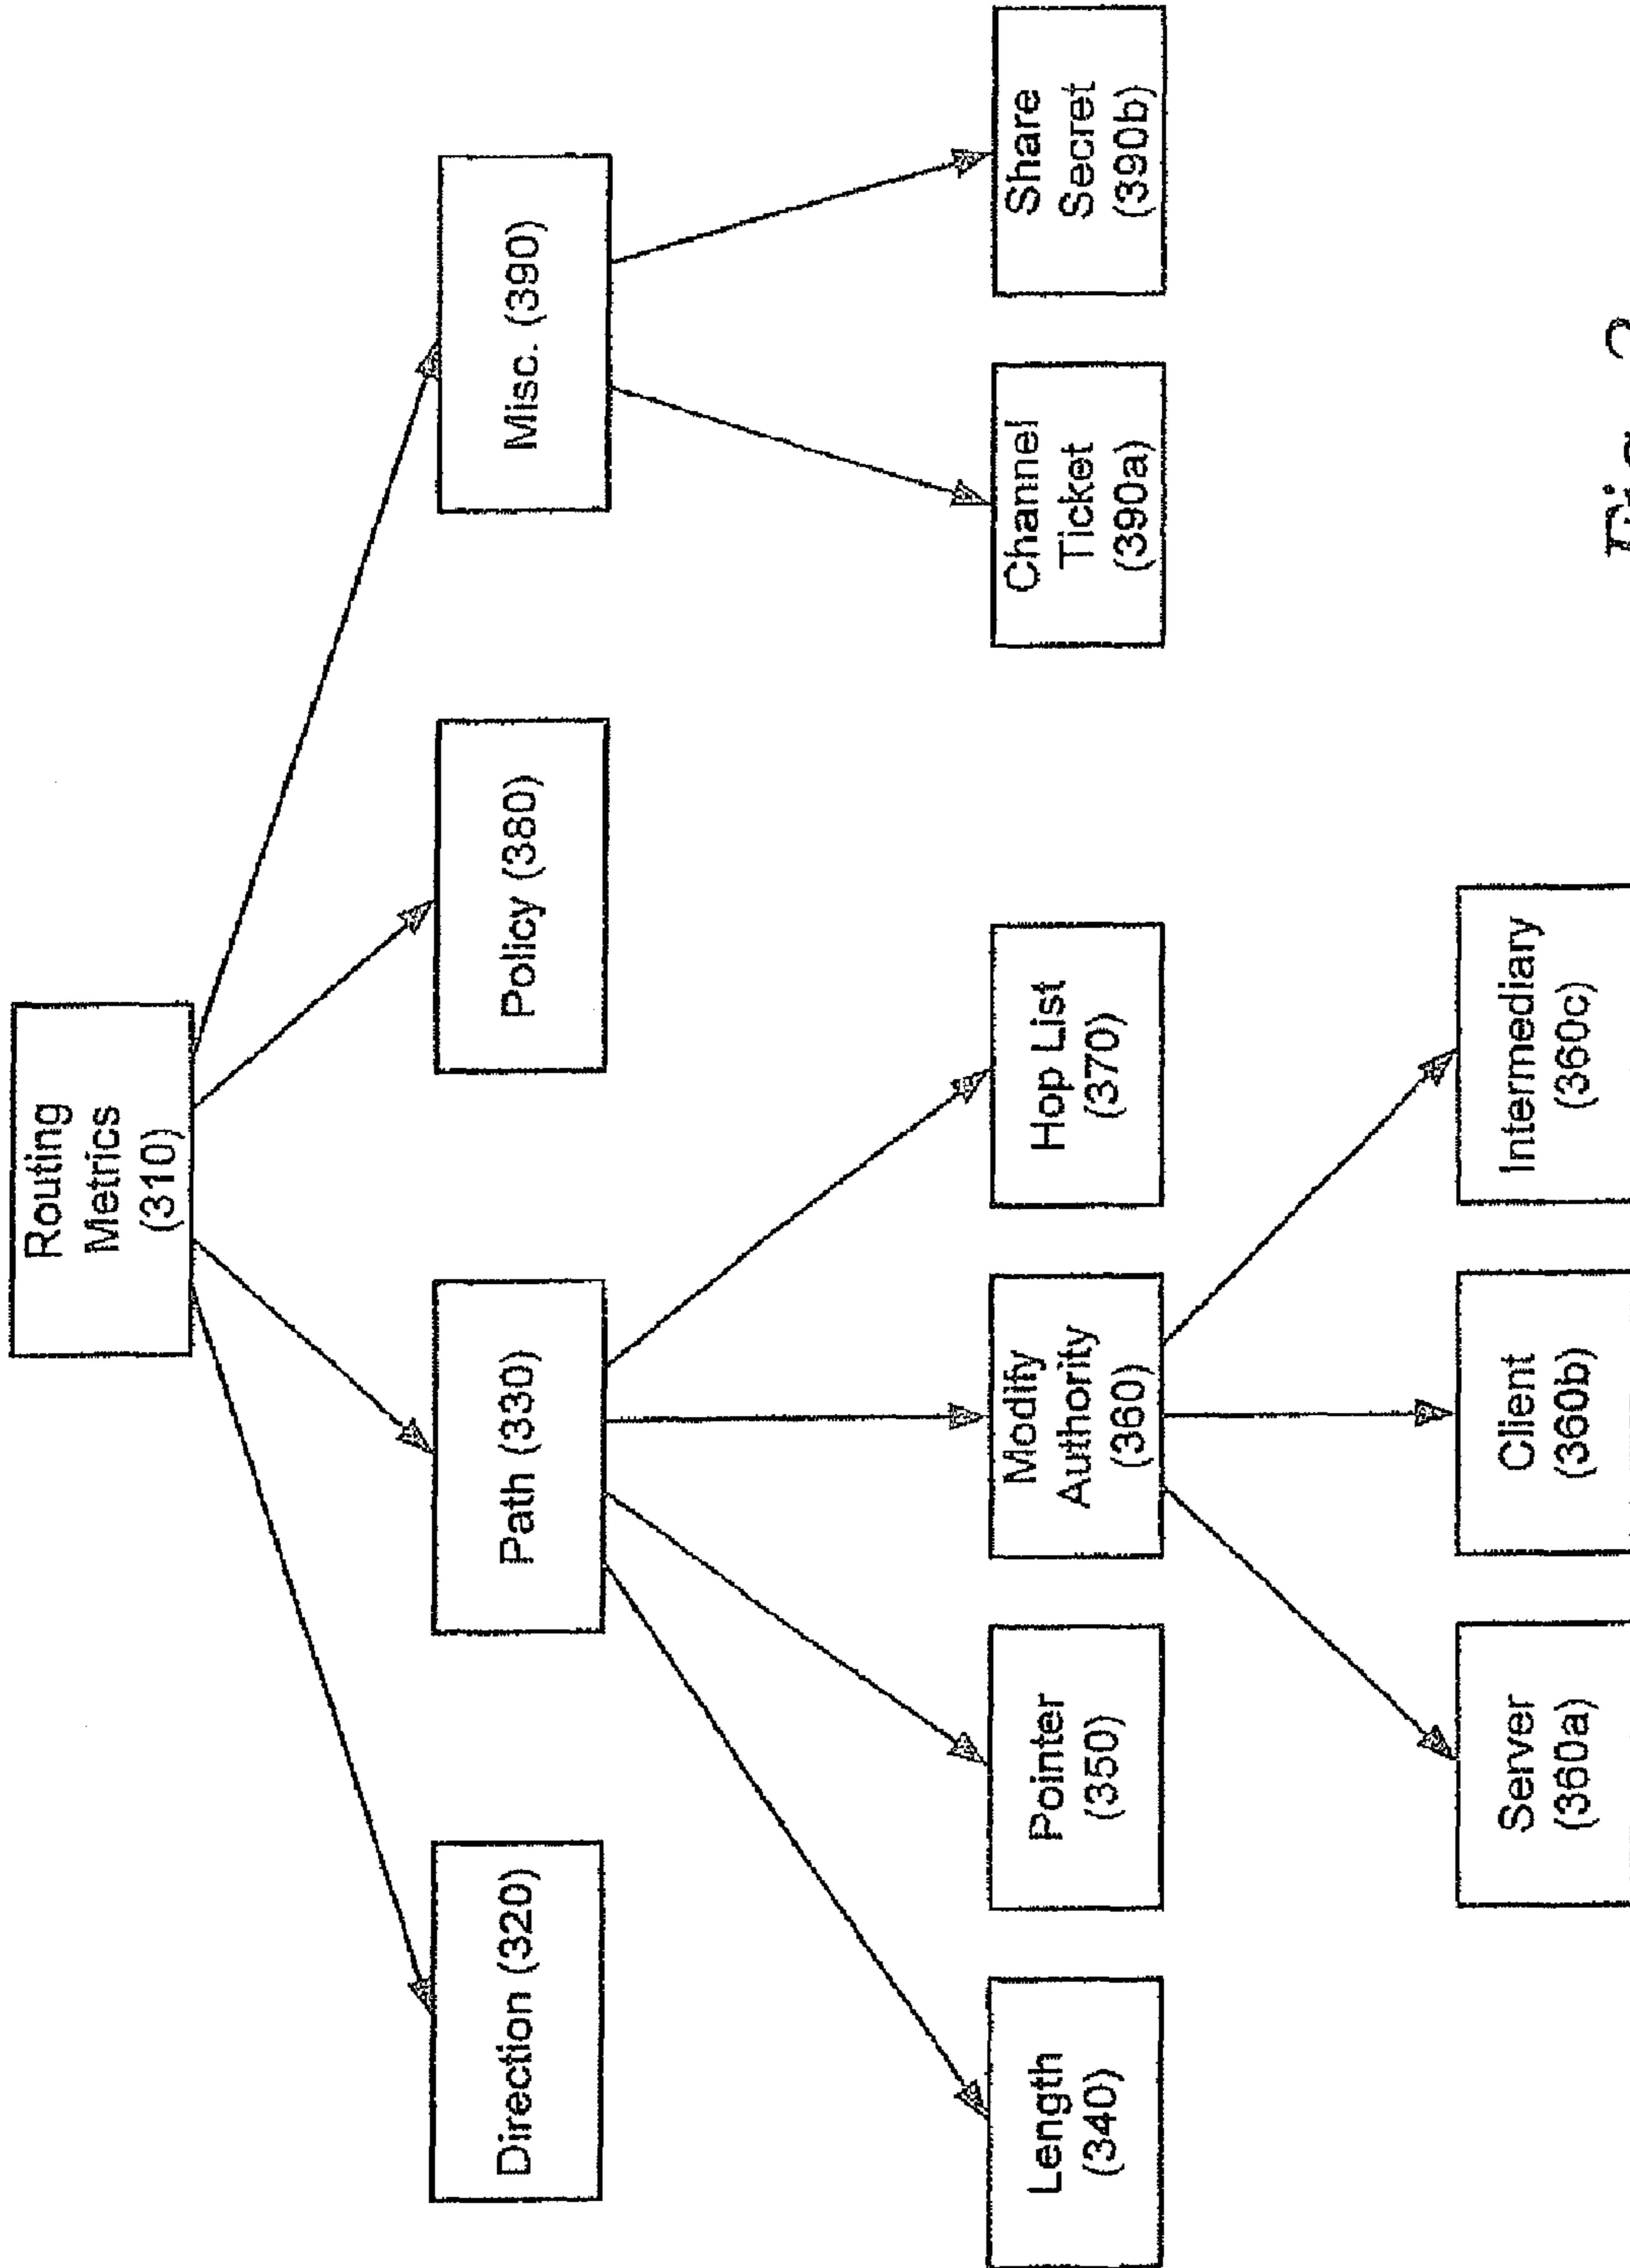 Routing
Metrics
(310)
Direction (320)
Path (330)
Policy (380)
Misc. (390)
Length
(340)
Pointer
(350)
Modify
Authority
(360)
Hop List
(370)
Channel
Ticket
(390a)
Share
Secret
(390b)
Server
(360a)
Client
(360b)
Intermediary
(360c)
Fig.